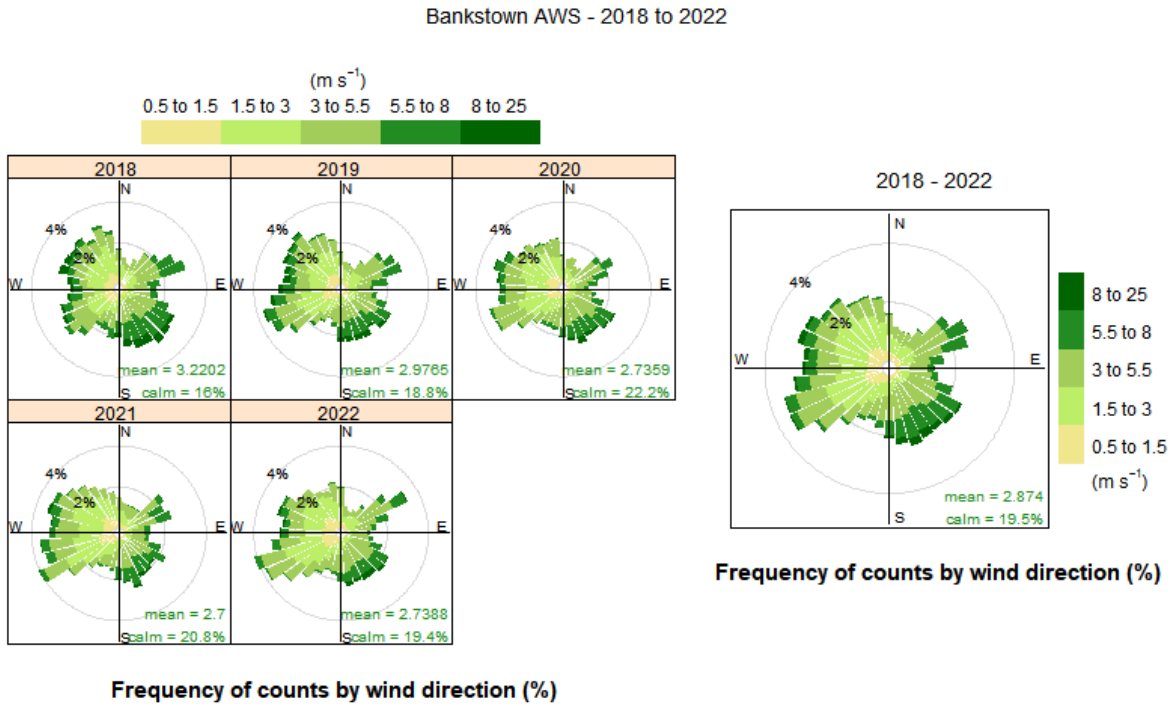 Bankstown AWS - 2018 to 2022
(m s⁻¹)
0.5 to 1.5 1.5 to 3 3 to 5.5 5.5 to 8 8 to 25
2018 2019 2020
N N N
4% 4% 4%
2% 2% 2%
W E W E W E
mean = 3.2202 mean = 2.9765 mean = 2.7359
S calm = 16% S calm = 18.8% S calm = 22.2%
2021 2022
N N
4% 4%
2% 2%
W E W E
mean = 2.7 mean = 2.7388
S calm = 20.8% S calm = 19.4%
Frequency of counts by wind direction (%)
2018 - 2022
N
4%
2%
W E
mean = 2.874
S calm = 19.5%
8 to 25
5.5 to 8
3 to 5.5
1.5 to 3
0.5 to 1.5
(m s⁻¹)
Frequency of counts by wind direction (%)